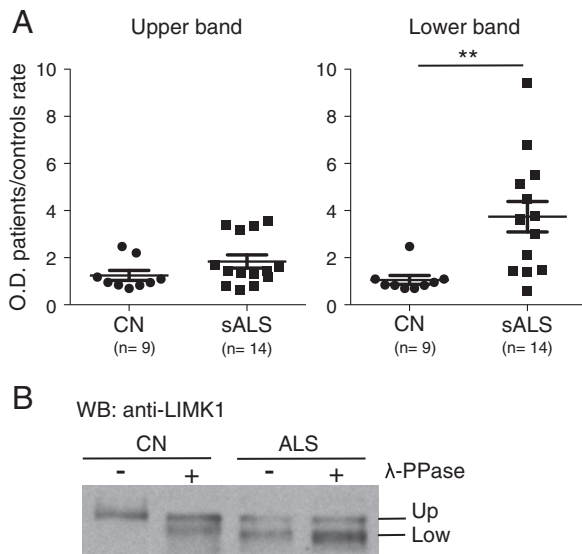 A
Upper band
Lower band
O.D. patients/controls rate
10
8
6
4
2
0
CN
(n= 9)
sALS
(n= 14)
10
8
6
4
2
0
**
CN
(n= 9)
sALS
(n= 14)
B
WB: anti-LIMK1
CN
ALS
- + - + λ-PPase
Up
Low